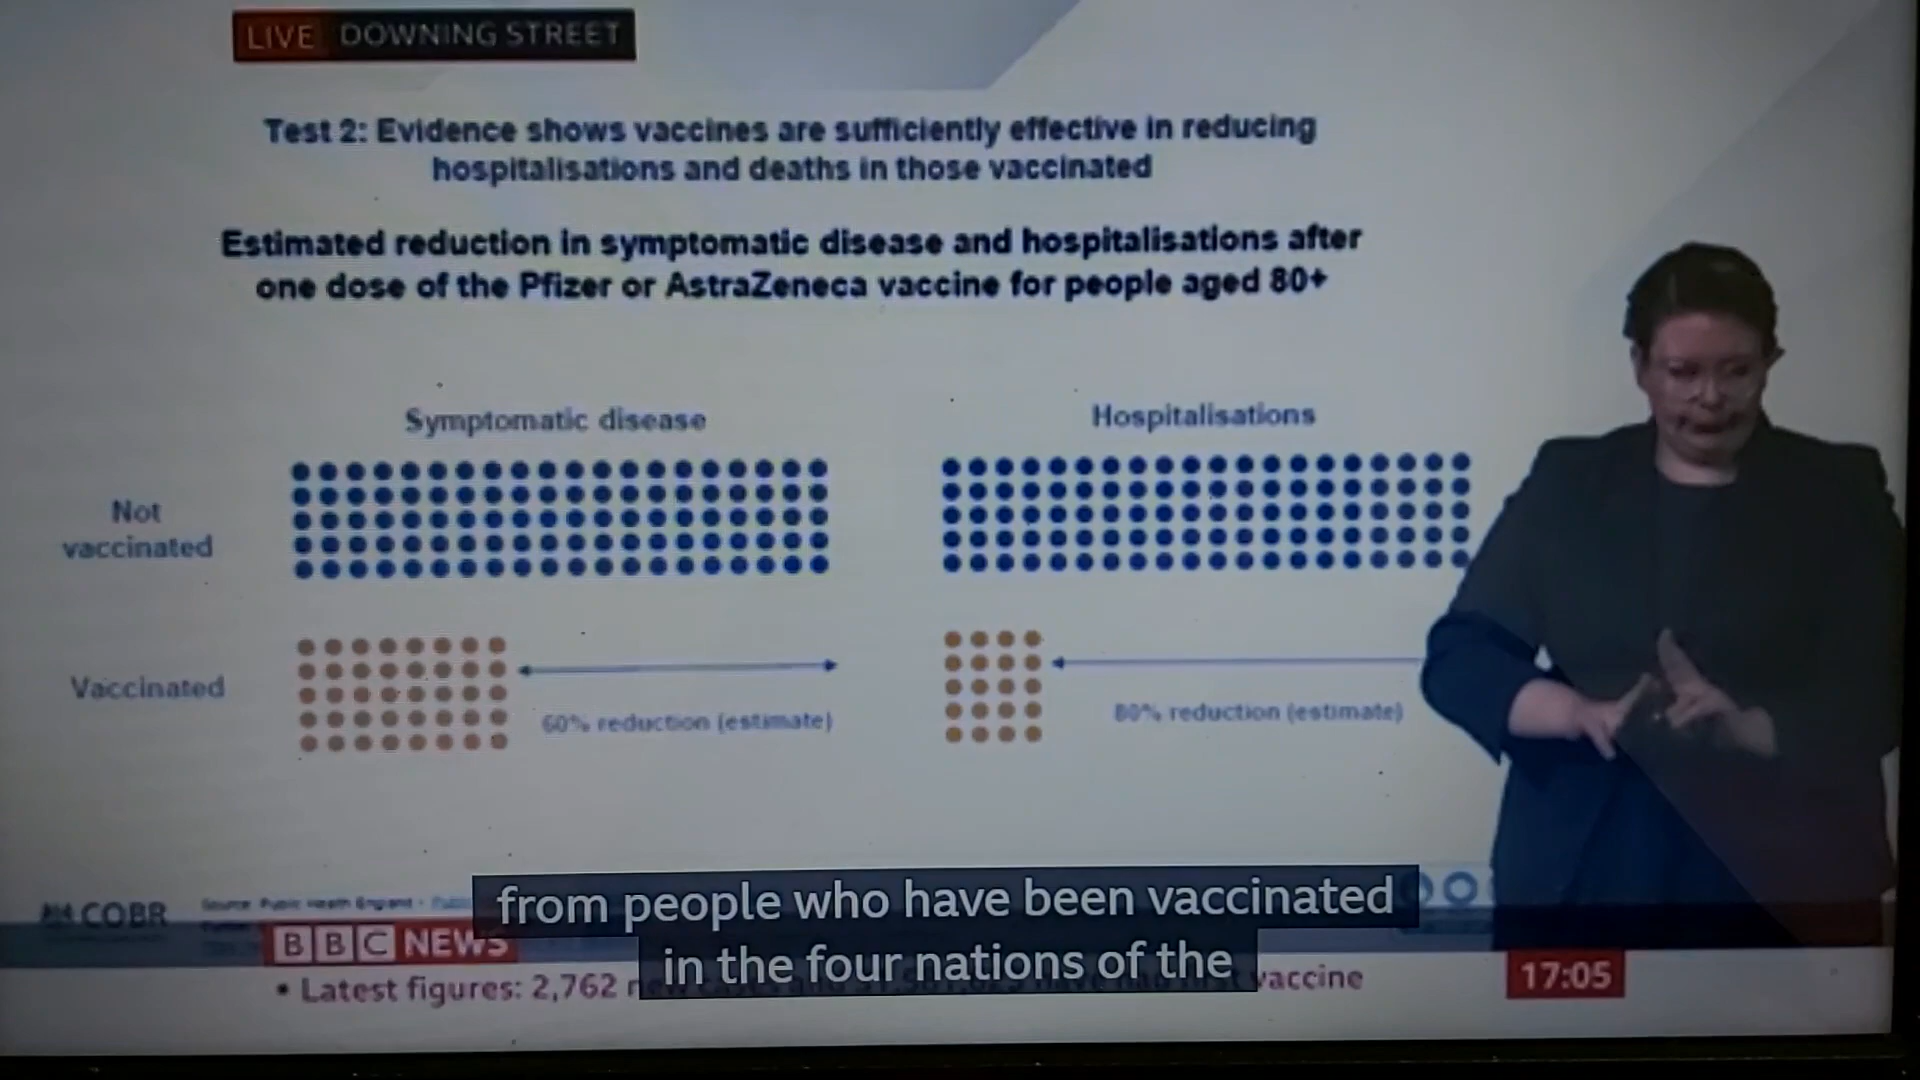 LIVE DOWNING STREET
Test 2: Evidence shows vaccines are sufficiently effective in reducing
hospitalisations and deaths in those vaccinated
Estimated reduction in symptomatic disease and hospitalisations after
one dose of the Pfizer or AstraZeneca vaccine for people aged 80+
Symptomatic disease
Hospitalisations
Not
vaccinated
Vaccinated
60% reduction (estimate)
80% reduction (estimate)
COBR
Source: Public Health England
from people who have been vaccinated
in the four nations of the
BBC NEWS
• Latest figures: 2,762 vaccine
17:05